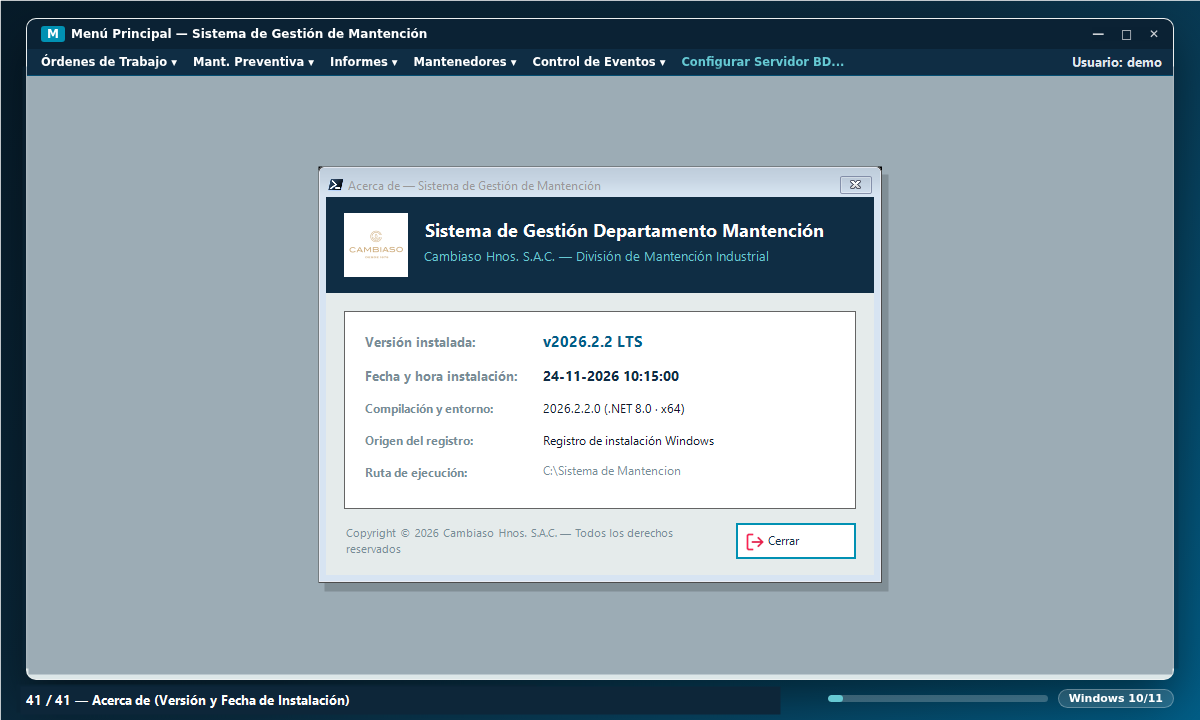 M Menú Principal — Sistema de Gestión de Mantención
Órdenes de Trabajo ▾ Mant. Preventiva ▾ Informes ▾ Mantenedores ▾ Control de Eventos ▾ Configurar Servidor BD... Usuario: demo
Acerca de — Sistema de Gestión de Mantención
CAMBIASO
Sistema de Gestión Departamento Mantención
Cambiaso Hnos. S.A.C. — División de Mantención Industrial
Versión instalada: v2026.2.2 LTS
Fecha y hora instalación: 24-11-2026 10:15:00
Compilación y entorno: 2026.2.2.0 (.NET 8.0 · x64)
Origen del registro: Registro de instalación Windows
Ruta de ejecución: C:\Sistema de Mantencion
Copyright © 2026 Cambiaso Hnos. S.A.C. — Todos los derechos
reservados
Cerrar
41 / 41 — Acerca de (Versión y Fecha de Instalación)
Windows 10/11